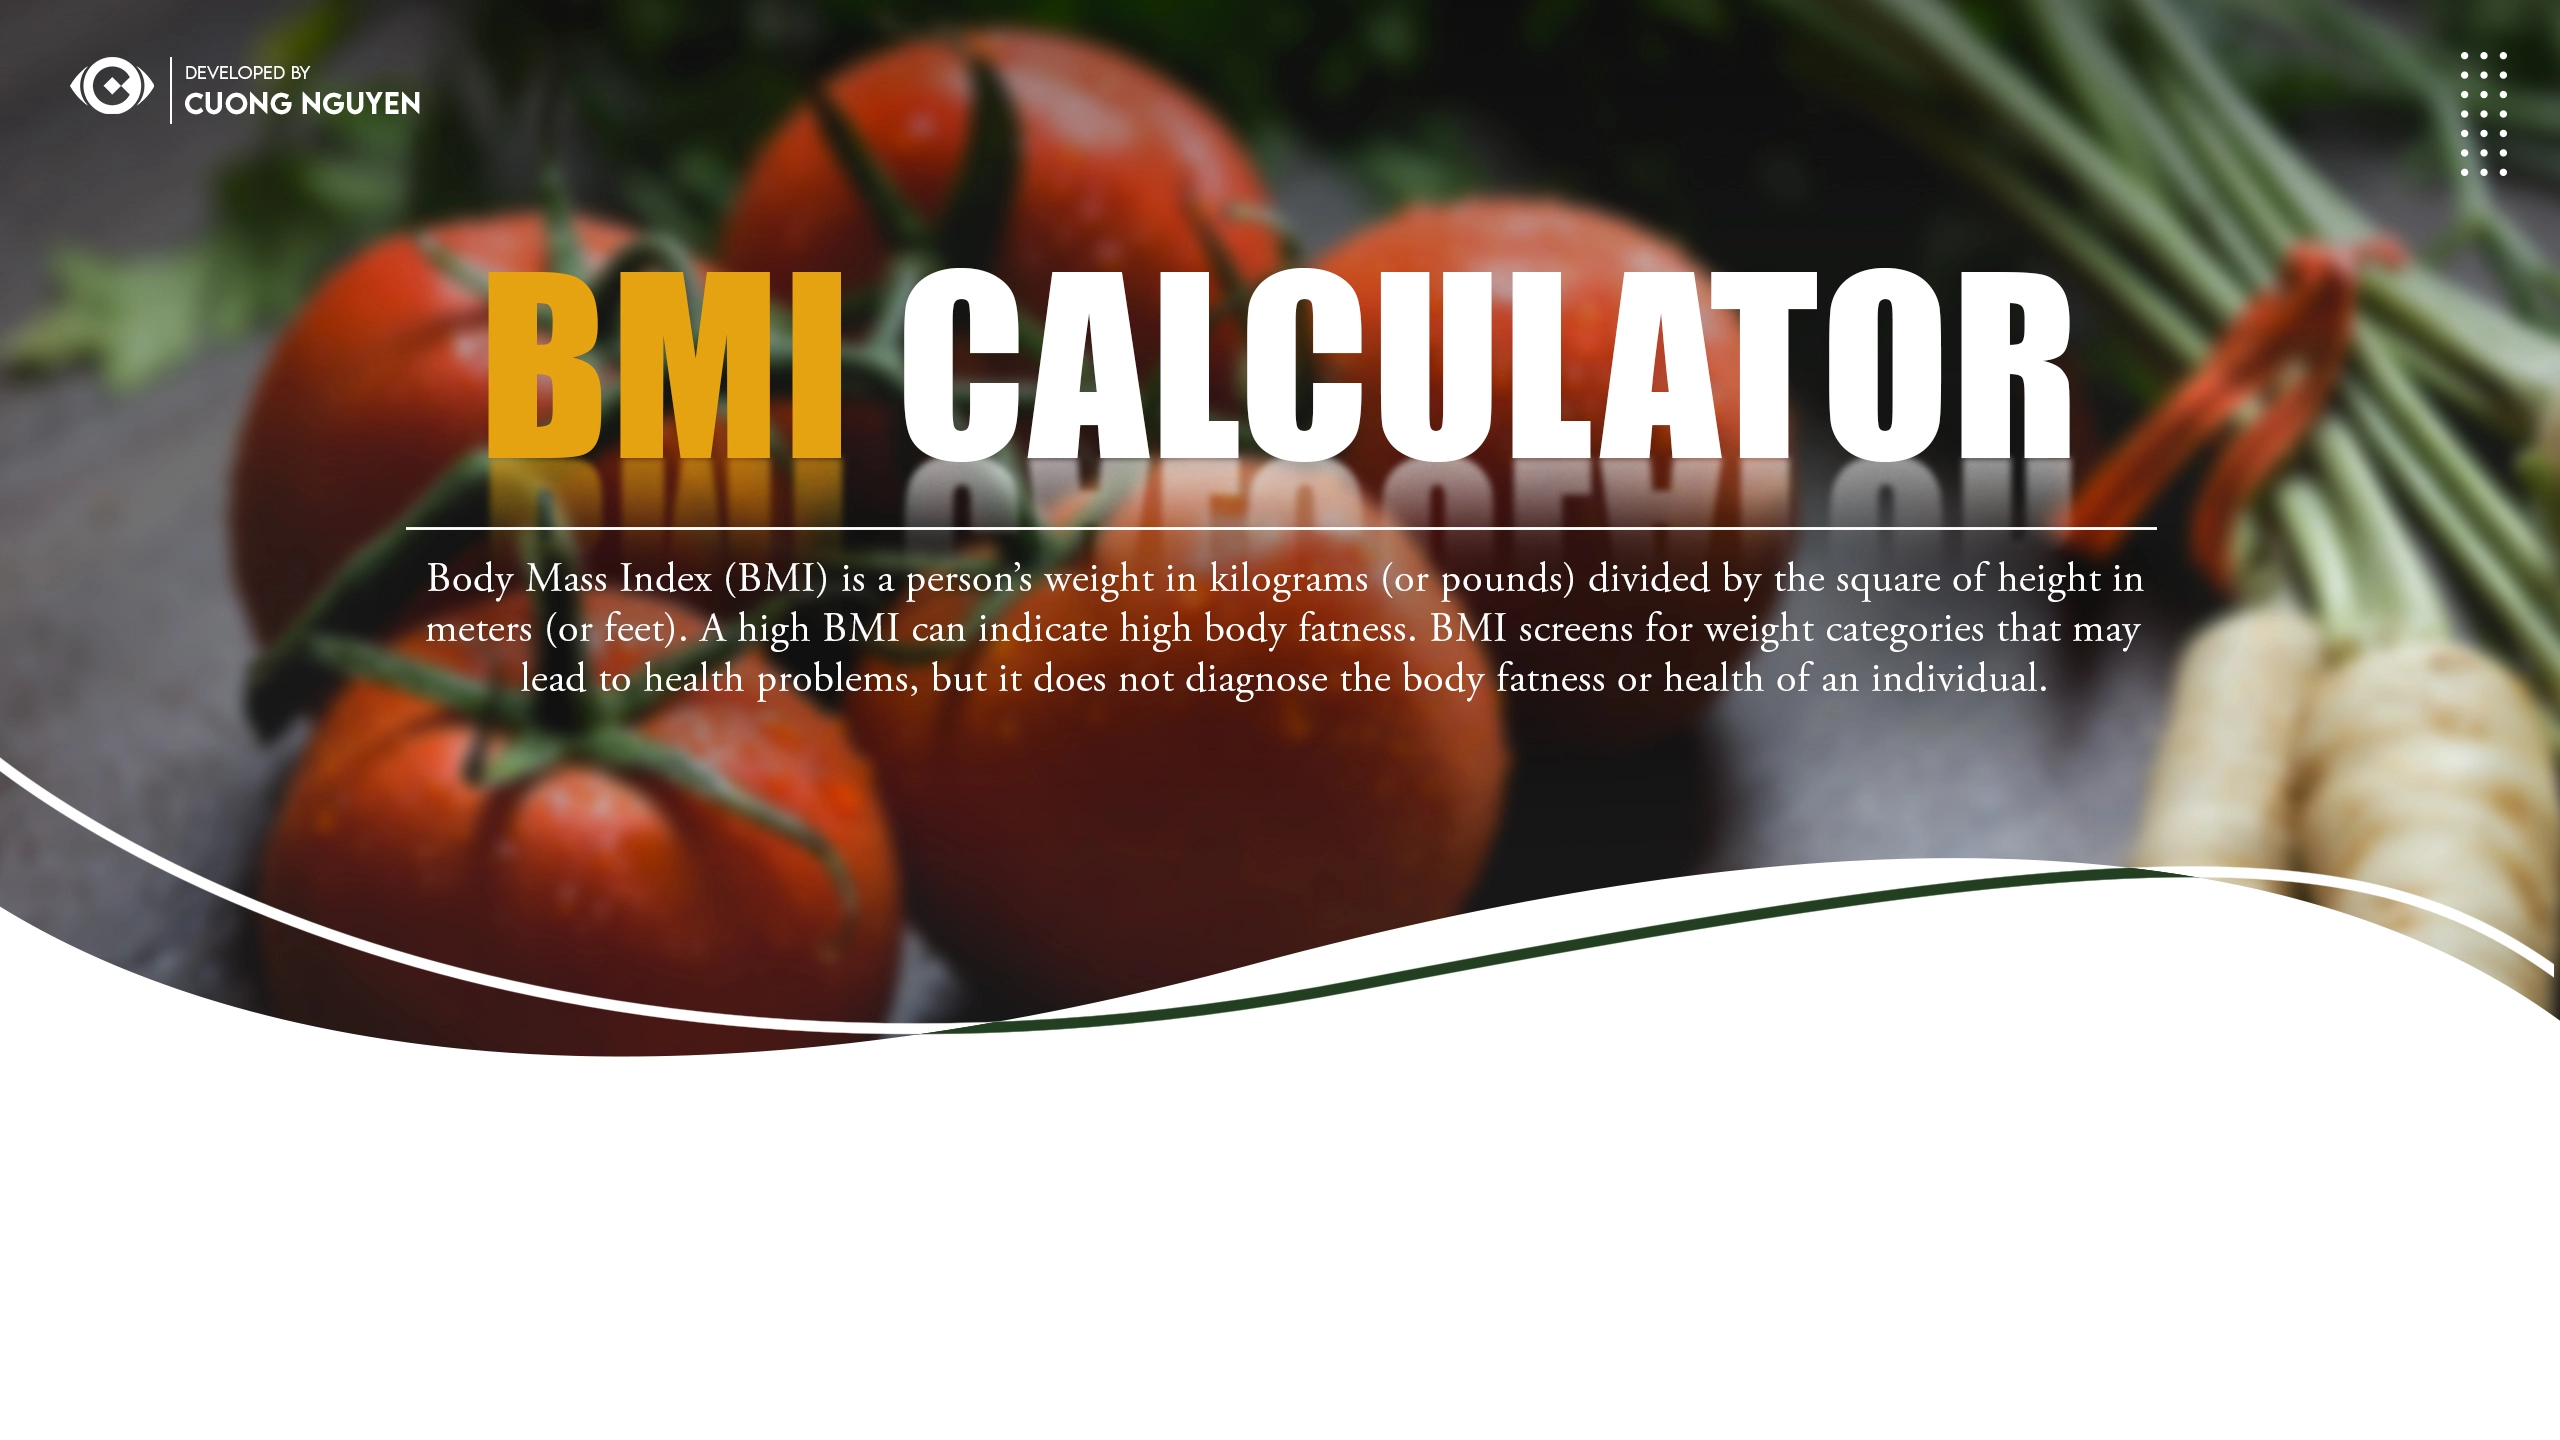 DEVELOPED BY
CUONG NGUYEN
BMI CALCULATOR
Body Mass Index (BMI) is a person’s weight in kilograms (or pounds) divided by the square of height in
meters (or feet). A high BMI can indicate high body fatness. BMI screens for weight categories that may
lead to health problems, but it does not diagnose the body fatness or health of an individual.